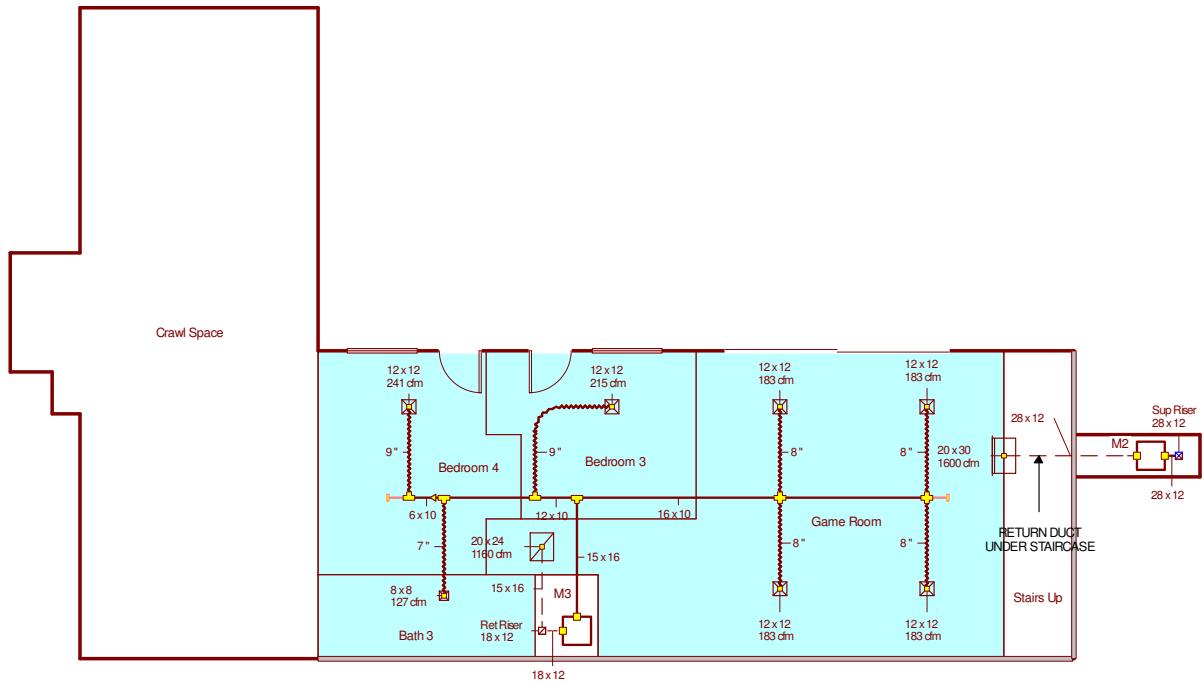 Crawl Space
12 x 12
241 cfm
12 x 12
215 cfm
12 x 12
183 cfm
12 x 12
183 cfm
28 x 12
Sup Riser
28 x 12
M2
9 "
Bedroom 4
9 "
Bedroom 3
8 "
8 "
20 x 30
1600 cfm
28 x 12
6 x 10
12 x 10
16 x 10
Game Room
RETURN DUCT
UNDER STAIRCASE
7 "
20 x 24
1160 cfm
15 x 16
8 "
8 "
8 x 8
127 cfm
15 x 16
M3
Stairs Up
Bath 3
Ret Riser
18 x 12
12 x 12
183 cfm
12 x 12
183 cfm
18 x 12